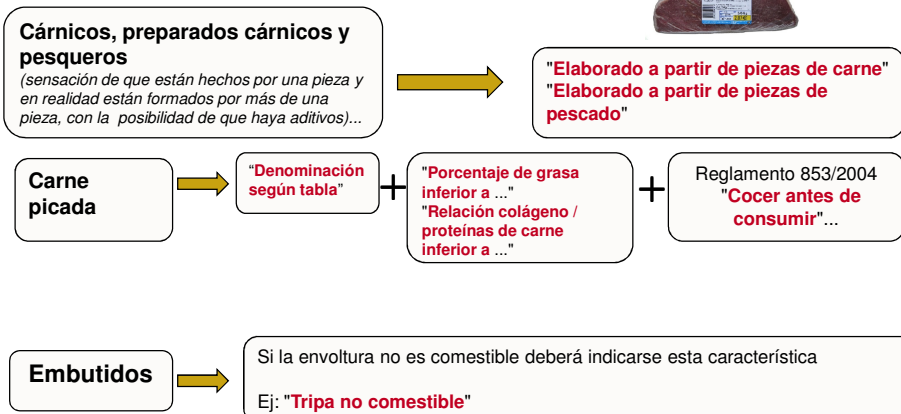 Cárnicos, preparados cárnicos y
pesqueros
(sensación de que están hechos por una pieza y
en realidad están formados por más de una
pieza, con la posibilidad de que haya aditivos)...
"Elaborado a partir de piezas de carne"
"Elaborado a partir de piezas de
pescado"
Carne
picada
“Denominación
según tabla”
+
"Porcentaje de grasa
inferior a ..."
"Relación colágeno /
proteínas de carne
inferior a ..."
+
Reglamento 853/2004
"Cocer antes de
consumir"...
Embutidos
Si la envoltura no es comestible deberá indicarse esta característica
Ej: "Tripa no comestible"